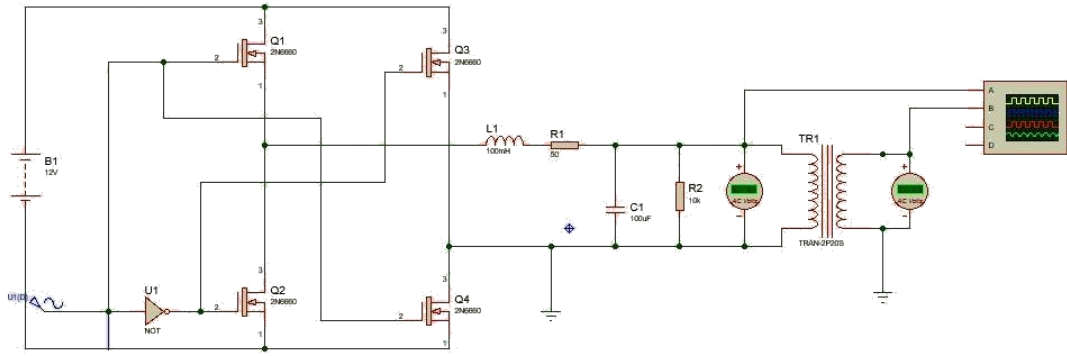 3
Q1
2
2N6660
1
3
Q3
2
2N6660
1
B1
12V
L1
100mH
R1
50
C1
100uF
R2
10k
AC Volts
TR1
TRAN-2P20S
AC Volts
A
B
C
D
U1(D)
U1
NOT
3
Q2
2
2N6660
1
3
Q4
2
2N6660
1